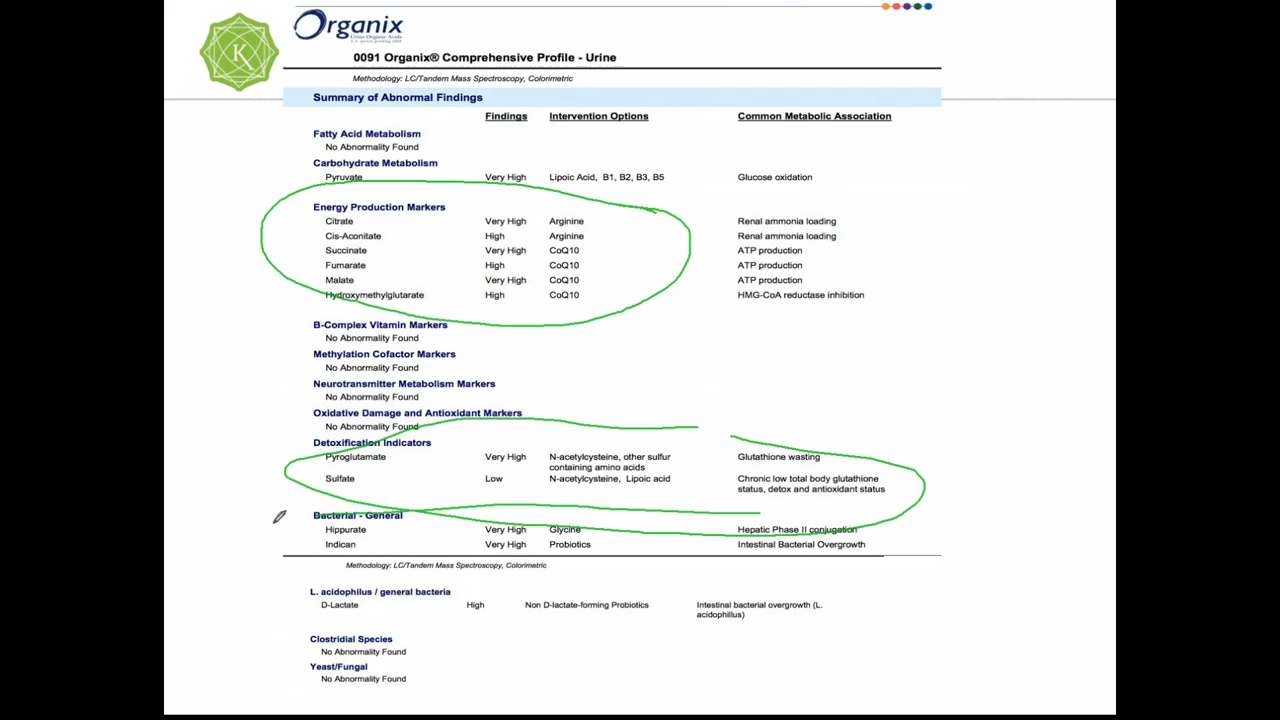 K
Organix
0091 Organix® Comprehensive Profile - Urine
Methodology: LC/Tandem Mass Spectroscopy, Colorimetric
Summary of Abnormal Findings
Findings Intervention Options Common Metabolic Association
Fatty Acid Metabolism
No Abnormality Found
Carbohydrate Metabolism
Pyruvate Very High Lipoic Acid, B1, B2, B3, B5 Glucose oxidation
Energy Production Markers
Citrate Very High Arginine Renal ammonia loading
Cis-Aconitate High Arginine Renal ammonia loading
Succinate Very High CoQ10 ATP production
Fumarate High CoQ10 ATP production
Malate Very High CoQ10 ATP production
Hydroxymethylglutarate High CoQ10 HMG-CoA reductase inhibition
B-Complex Vitamin Markers
No Abnormality Found
Methylation Cofactor Markers
No Abnormality Found
Neurotransmitter Metabolism Markers
No Abnormality Found
Oxidative Damage and Antioxidant Markers
No Abnormality Found
Detoxification Indicators
Pyroglutamate Very High N-acetylcysteine, other sulfur Glutathione wasting
containing amino acids
Sulfate Low N-acetylcysteine, Lipoic acid Chronic low total body glutathione
status, detox and antioxidant status
Bacterial - General
Hippurate Very High Glycine Hepatic Phase II conjugation
Indican Very High Probiotics Intestinal Bacterial Overgrowth
Methodology: LC/Tandem Mass Spectroscopy, Colorimetric
L. acidophilus / general bacteria
D-Lactate High Non D-lactate-forming Probiotics Intestinal bacterial overgrowth (L.
acidophillus)
Clostridial Species
No Abnormality Found
Yeast/Fungal
No Abnormality Found